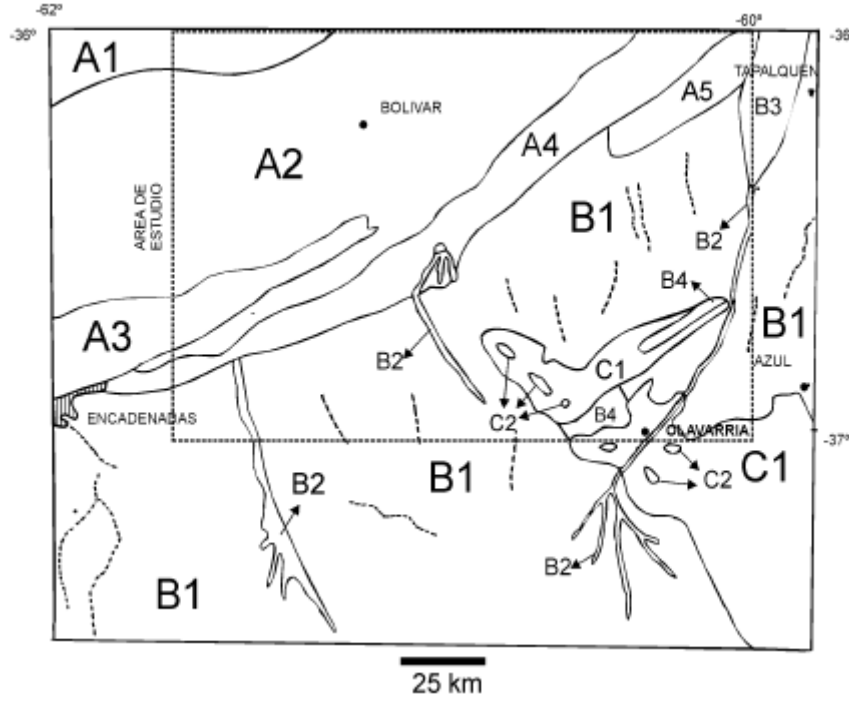 -62º
-60º
-36º
-36º
A1
TAPALQUEN
A5
B3
BOLIVAR
A4
A2
AREA DE
ESTUDIO
B1
B2
B4
A3
B1
B2
C1
AZUL
ENCADENADAS
C2
B4
OLAVARRIA
-37º
B1
C2
C1
B2
B2
B1
25 km